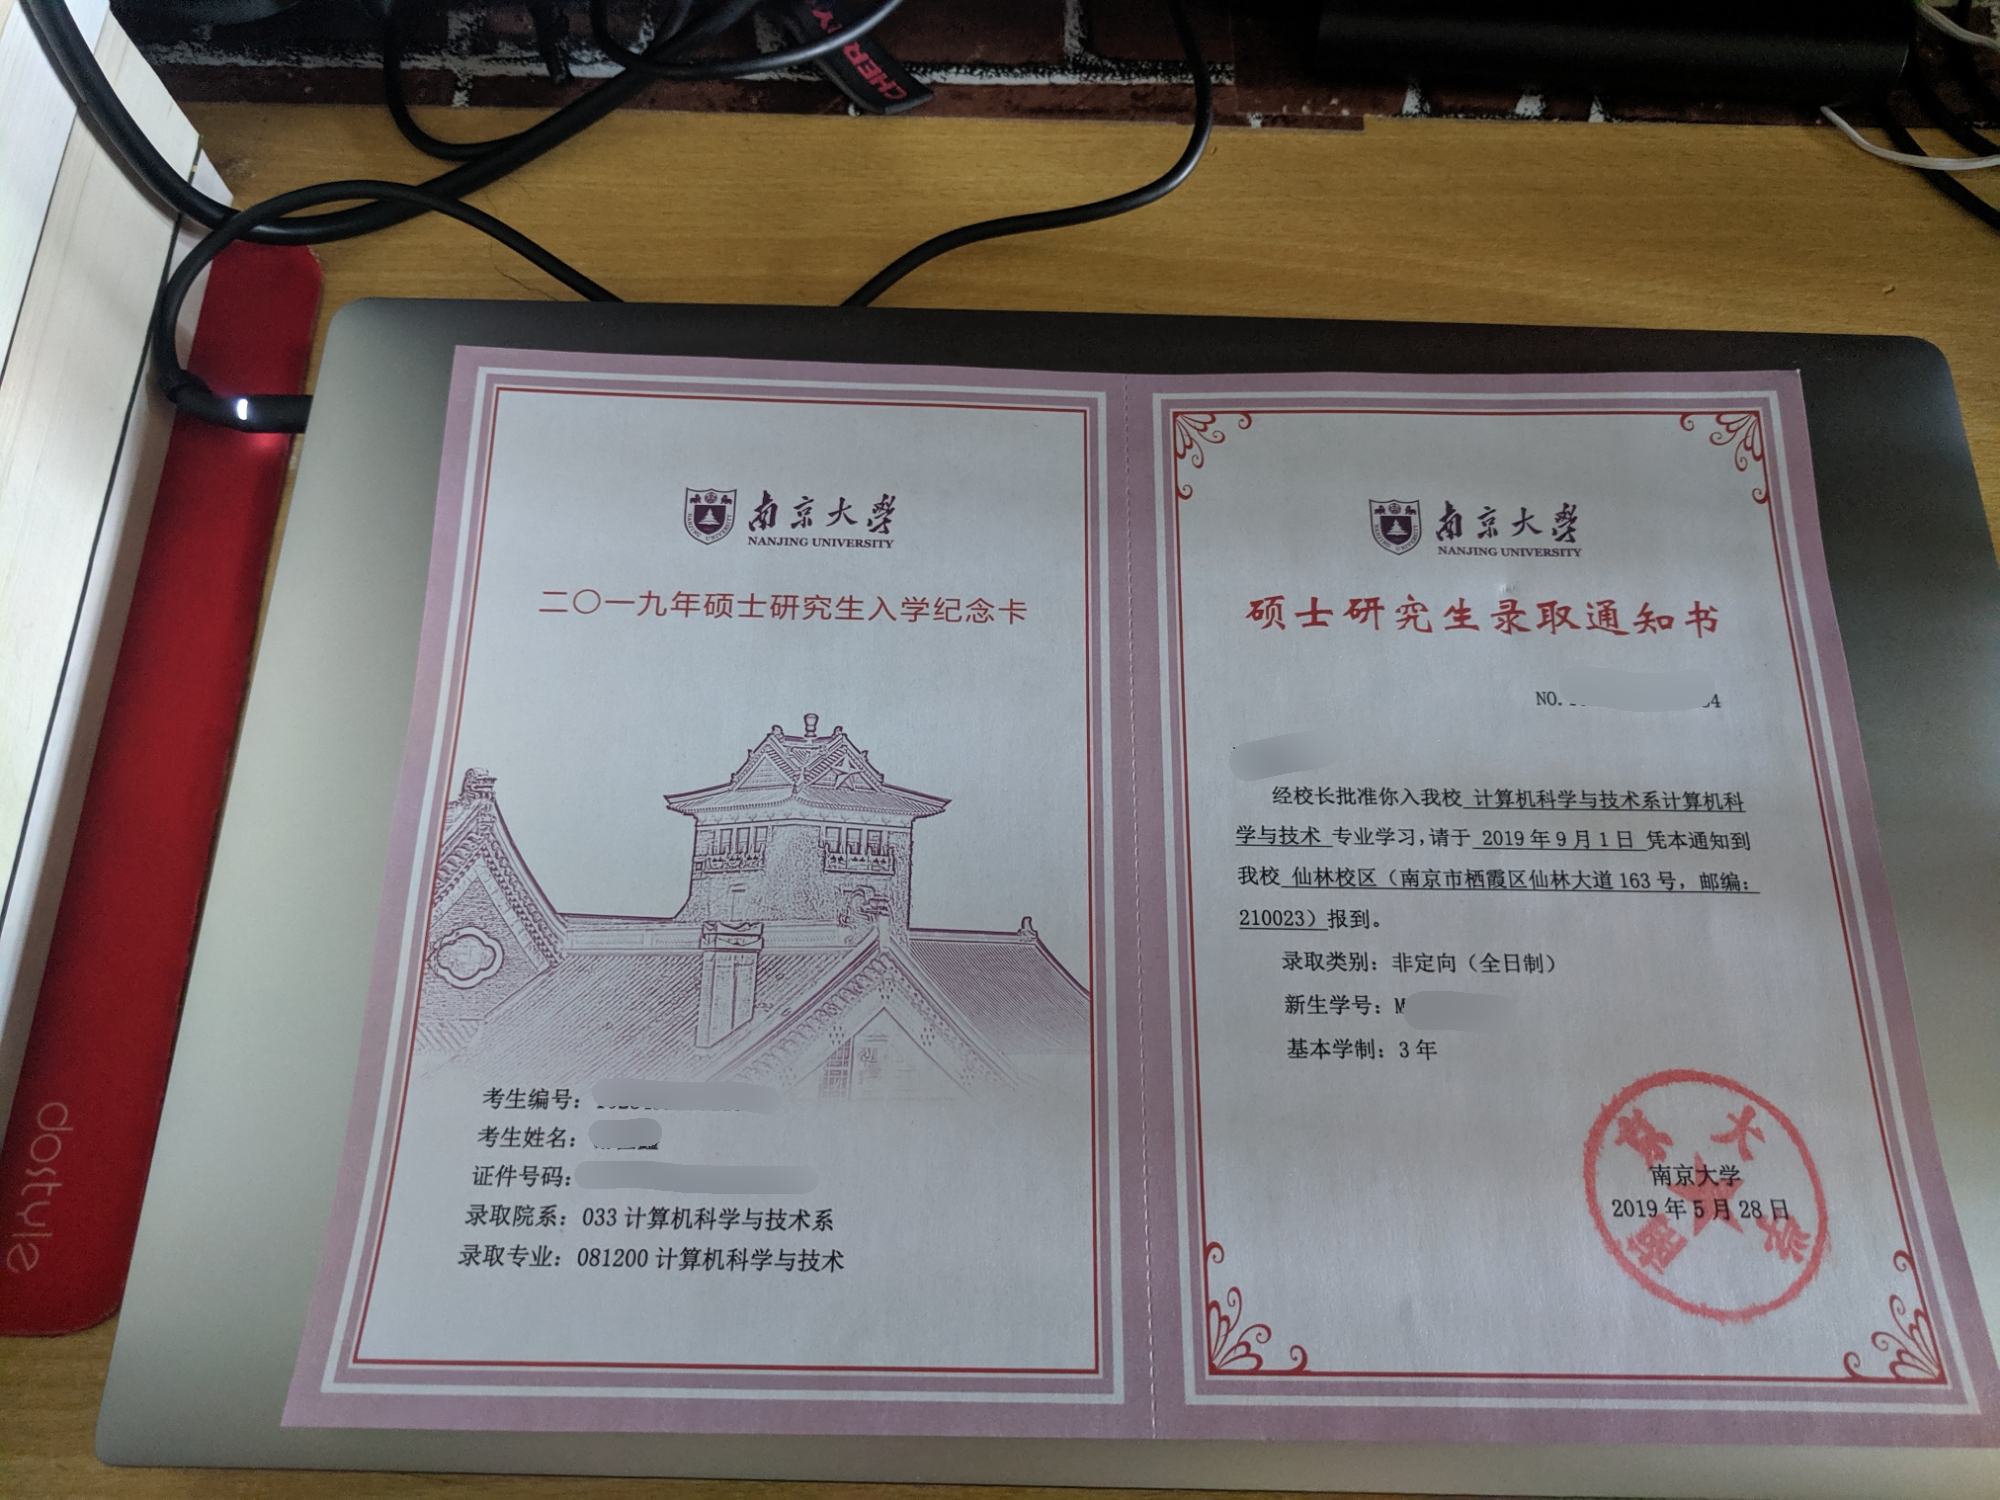 CHERRY
dostyle
南京大學
NANJING UNIVERSITY
二〇一九年硕士研究生入学纪念卡
考生编号：
考生姓名：
证件号码：
录取院系：033 计算机科学与技术系
录取专业：081200 计算机科学与技术
南京大學
NANJING UNIVERSITY
硕士研究生录取通知书
NO.
经校长批准你入我校 计算机科学与技术系计算机科
学与技术 专业学习，请于 2019 年 9 月 1 日 凭本通知到
我校 仙林校区（南京市栖霞区仙林大道 163 号，邮编：
210023）报到。
录取类别：非定向（全日制）
新生学号：M
基本学制：3 年
南京大学
2019 年 5 月 28 日
南京大学